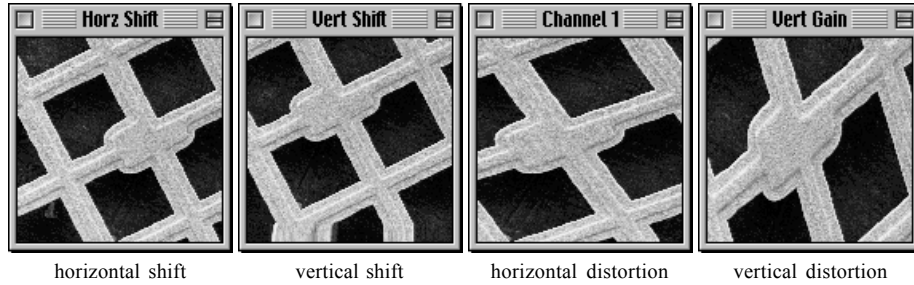 Horz Shift
Vert Shift
Channel 1
Vert Gain
horizontal shift
vertical shift
horizontal distortion
vertical distortion